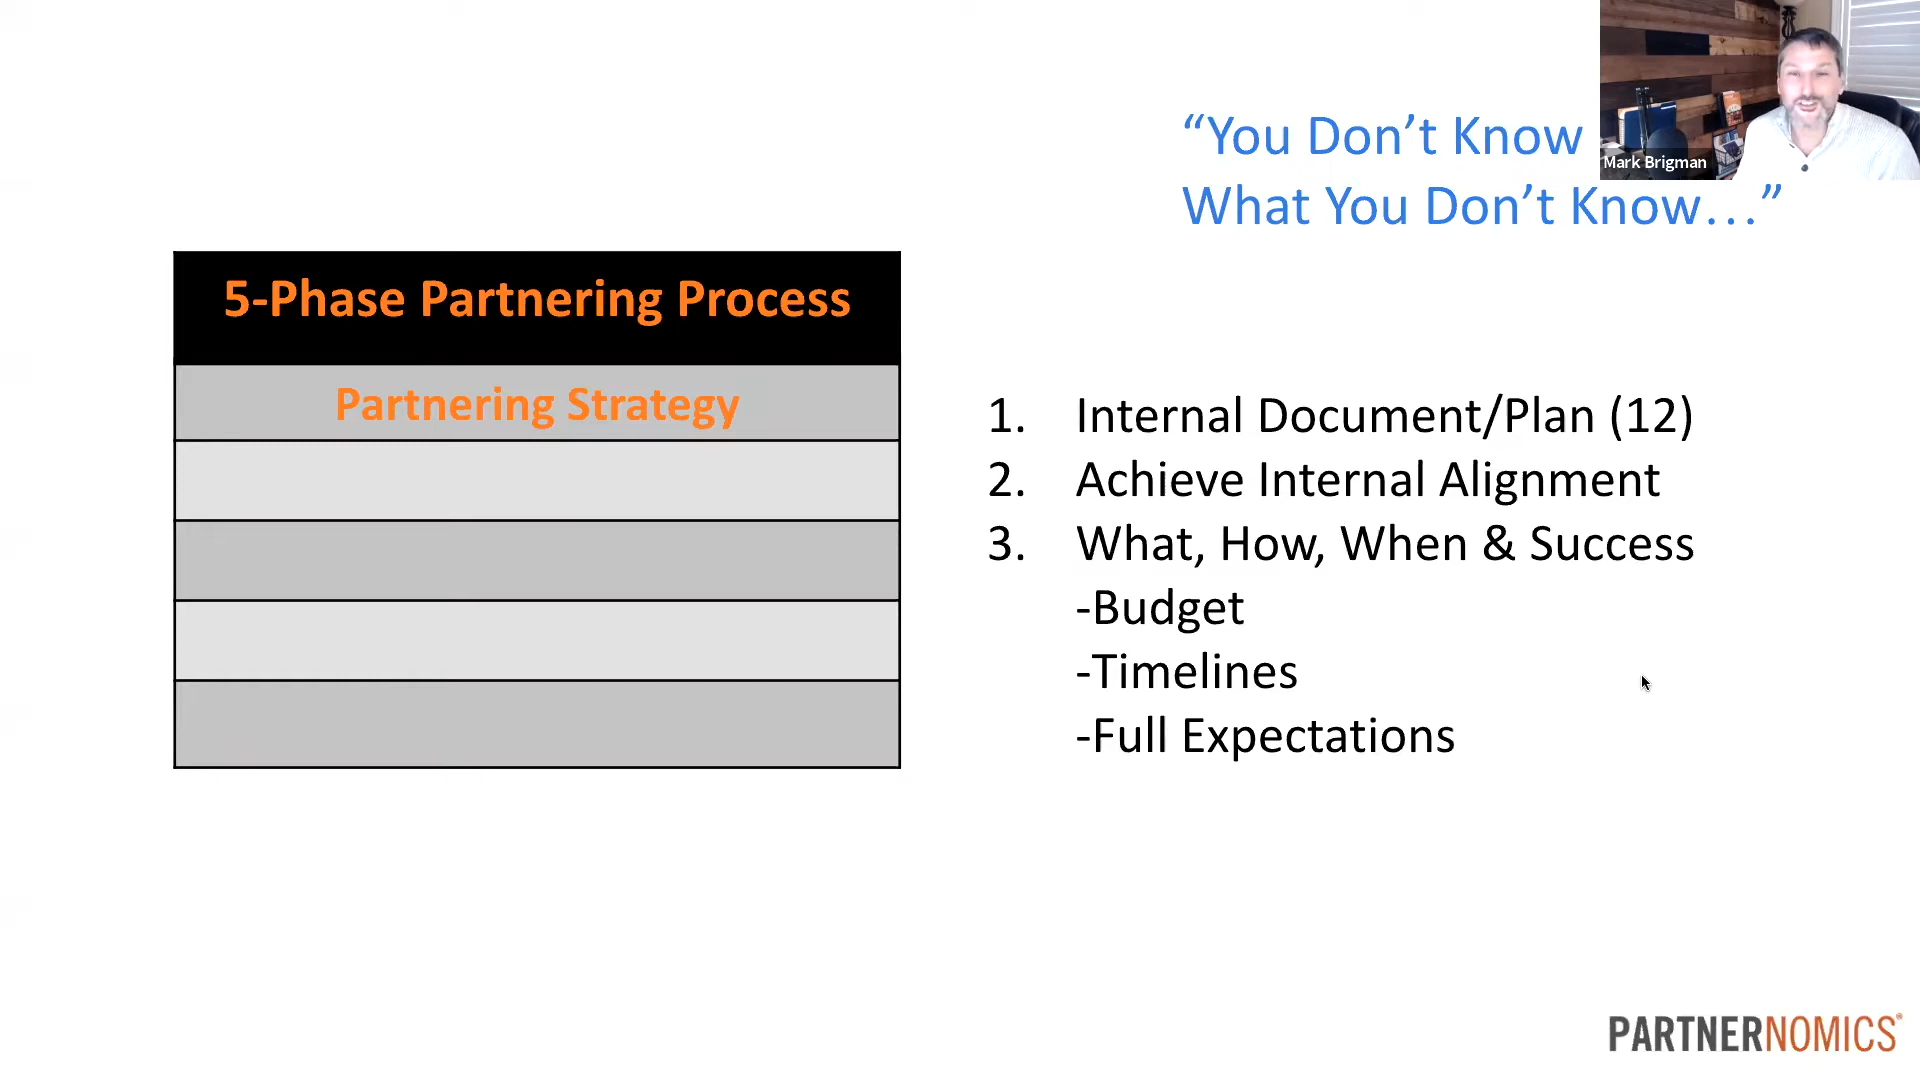 “You Don’t Know
What You Don’t Know…”
Mark Brigman
5-Phase Partnering Process
Partnering Strategy
1. Internal Document/Plan (12)
2. Achieve Internal Alignment
3. What, How, When & Success
-Budget
-Timelines
-Full Expectations
PARTNERNOMICS®